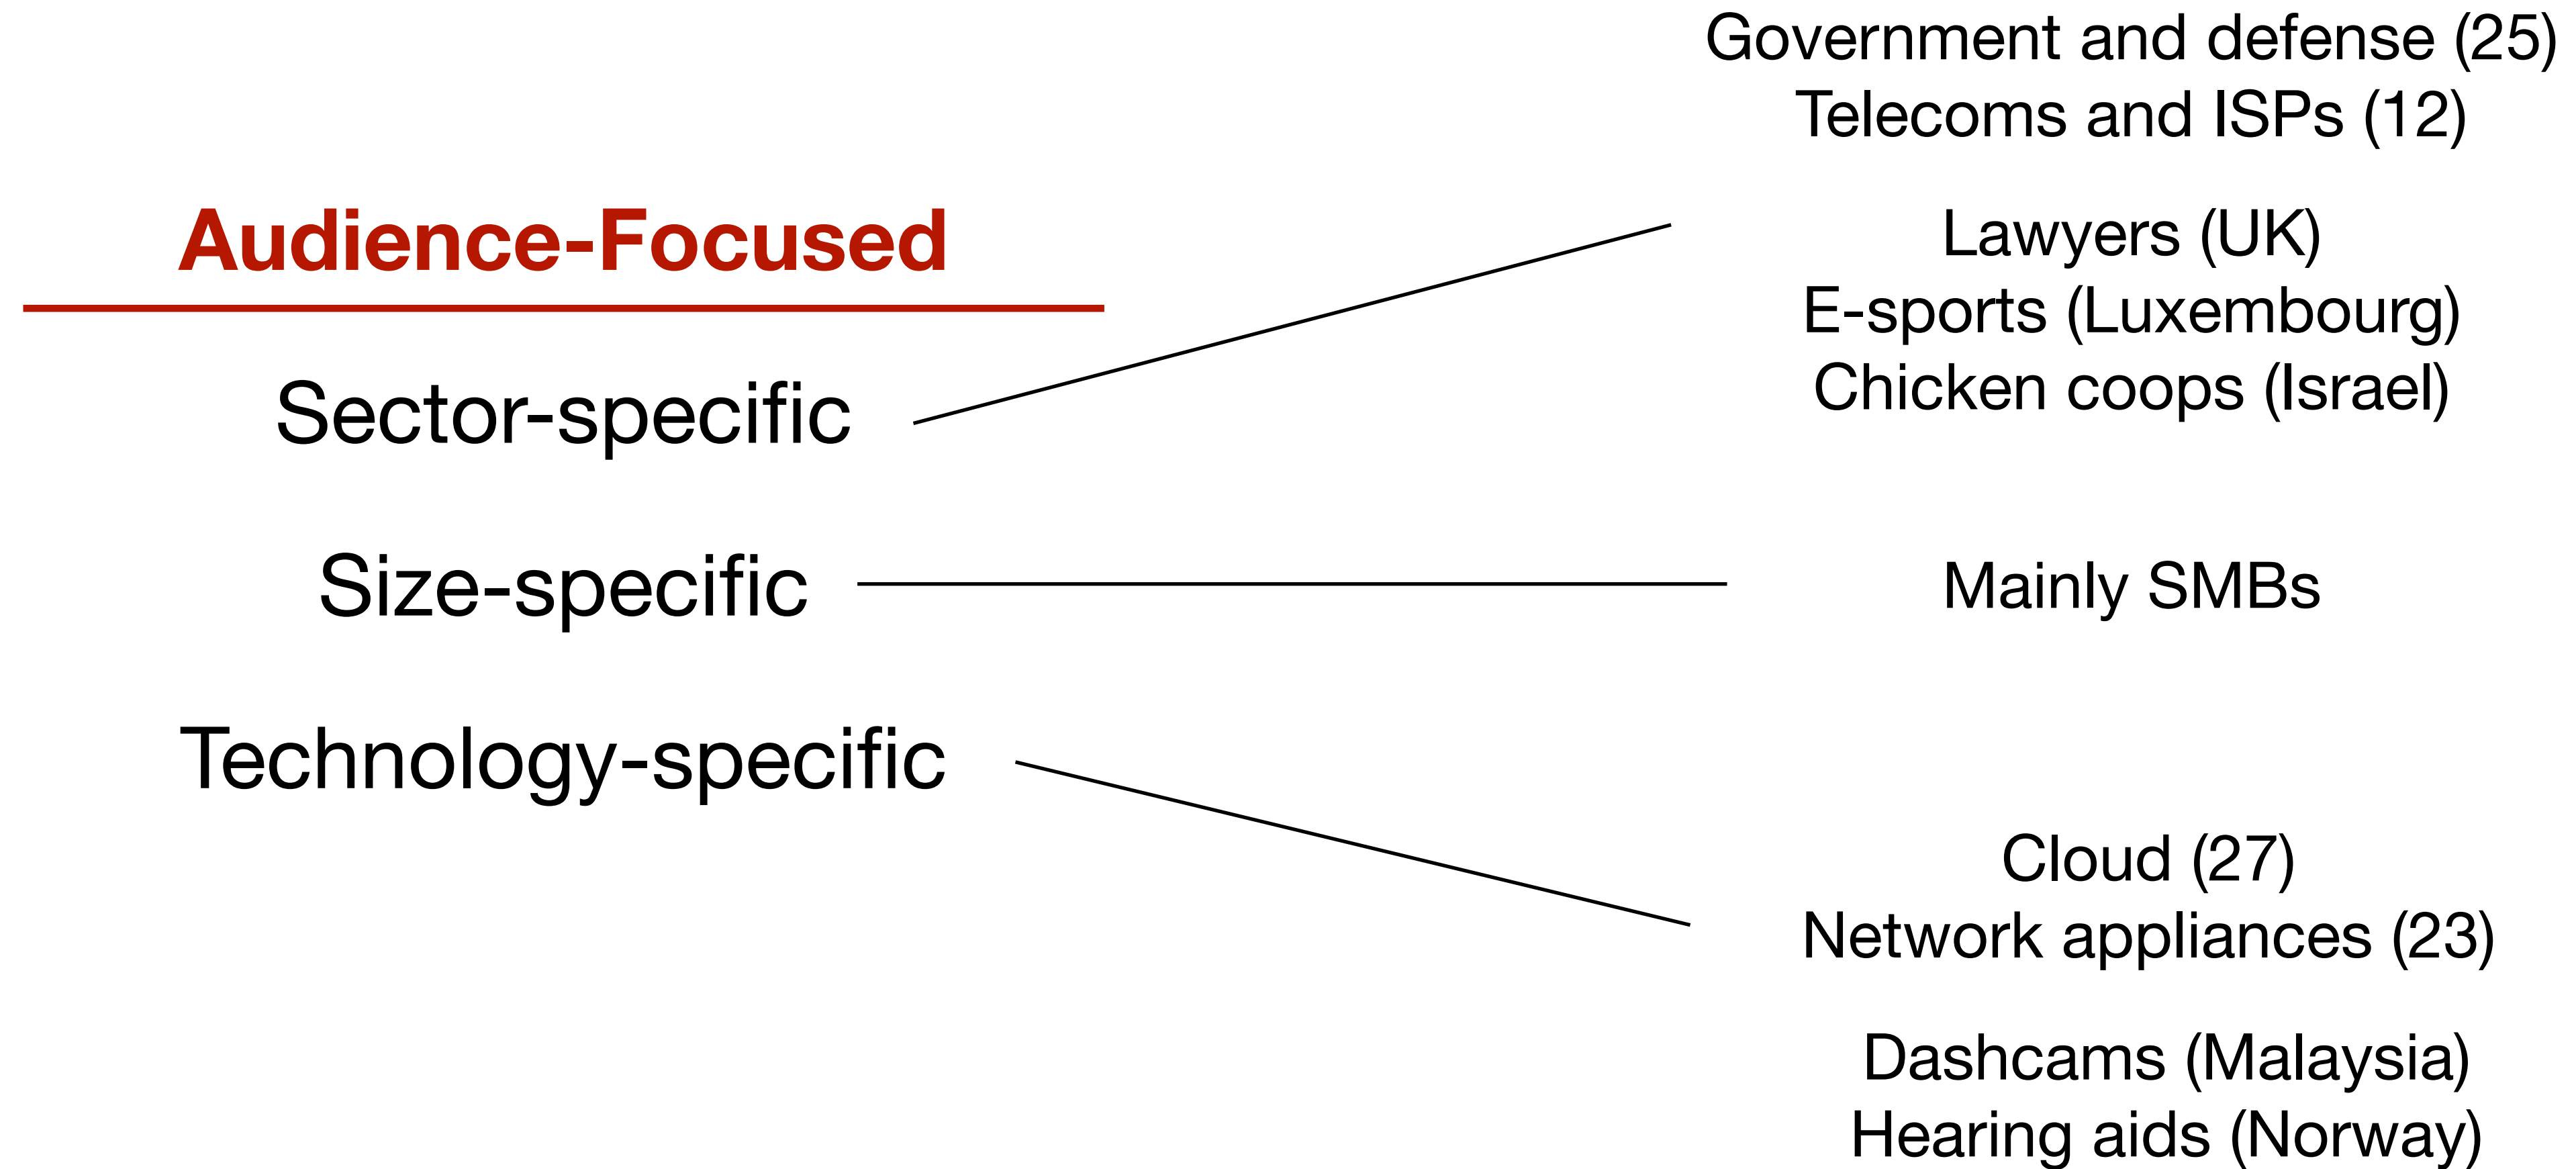 Audience-Focused
Sector-specific
Size-specific
Technology-specific
Government and defense (25)
Telecoms and ISPs (12)
Lawyers (UK)
E-sports (Luxembourg)
Chicken coops (Israel)
Mainly SMBs
Cloud (27)
Network appliances (23)
Dashcams (Malaysia)
Hearing aids (Norway)